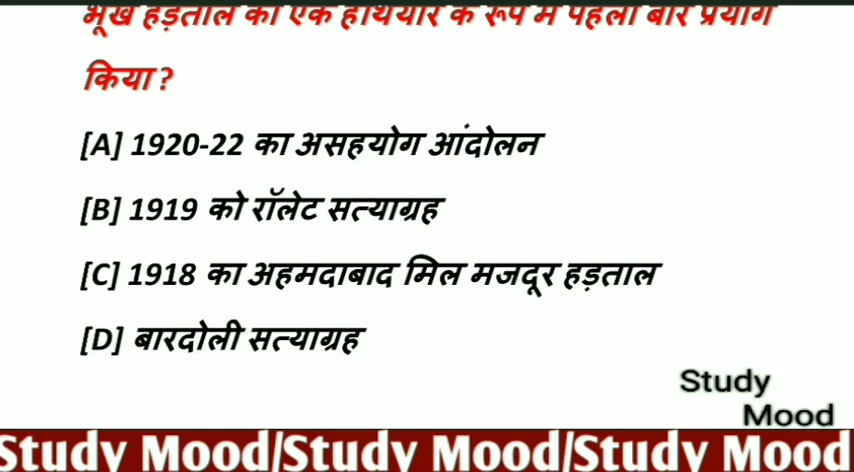 भूख हड़ताल का एक हथियार के रूप में पहली बार प्रयोग
किया?
[A] 1920-22 का असहयोग आंदोलन
[B] 1919 को रॉलेट सत्याग्रह
[C] 1918 का अहमदाबाद मिल मजदूर हड़ताल
[D] बारदोली सत्याग्रह
Study
Mood
Study Mood/Study Mood/Study Mood